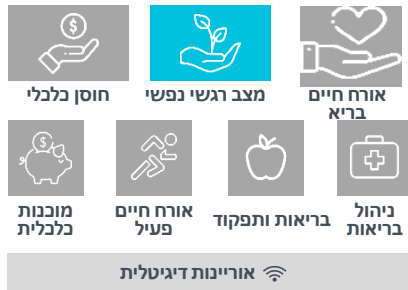 אורח חיים בריא
מצב רגשי נפשי
חוסן כלכלי
ניהול בריאות
בריאות ותפקוד
אורח חיים פעיל
מוכנות כלכלית
אוריינות דיגיטלית